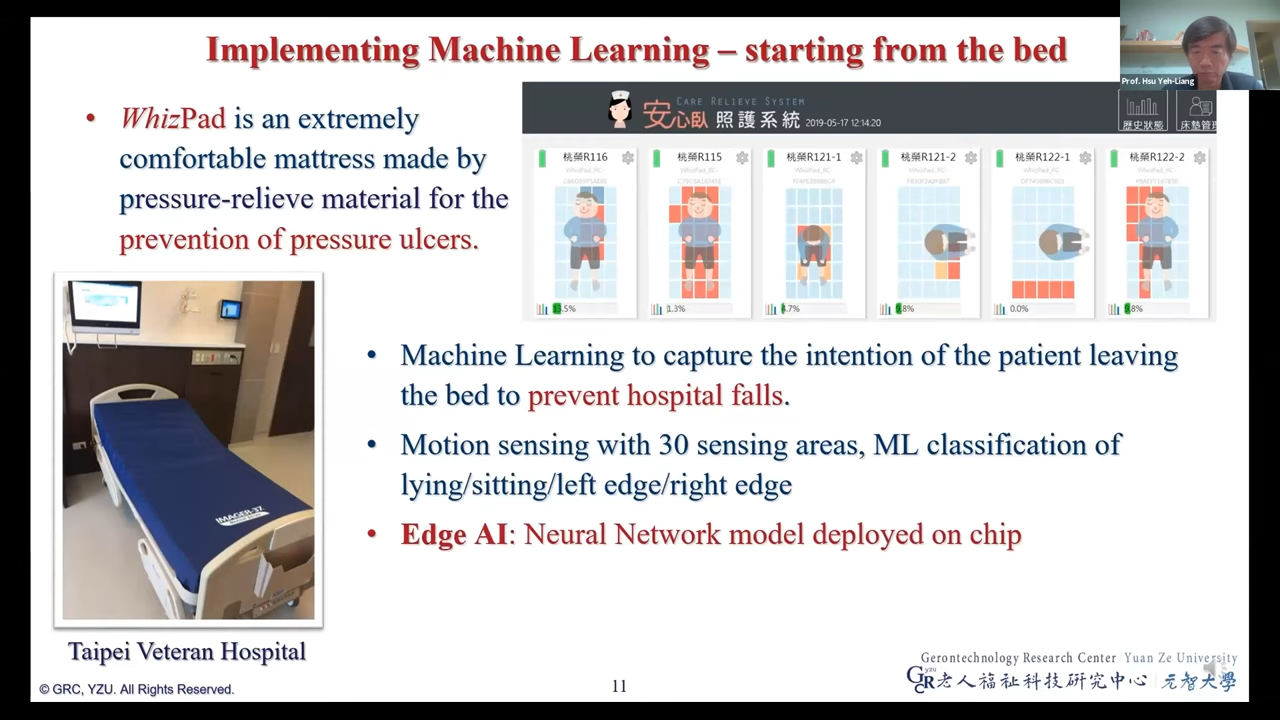 Implementing Machine Learning – starting from the bed
Prof. Hsu Yeh-Liang
• WhizPad is an extremely
comfortable mattress made by
pressure-relieve material for the
prevention of pressure ulcers.
CARE RELIEVE SYSTEM
安心臥 照護系統 2019-05-17 12:14:20
歷史狀態
床墊管理
桃榮R116
桃榮R115
桃榮R121-1
桃榮R121-2
桃榮R122-1
桃榮R122-2
1.3%
0.0%
• Machine Learning to capture the intention of the patient leaving
the bed to prevent hospital falls.
• Motion sensing with 30 sensing areas, ML classification of
lying/sitting/left edge/right edge
• Edge AI: Neural Network model deployed on chip
IMAGER-37
Taipei Veteran Hospital
© GRC, YZU. All Rights Reserved.
11
Gerontechnology Research Center Yuan Ze University
yzu
GRC 老人福祉科技研究中心 元智大學